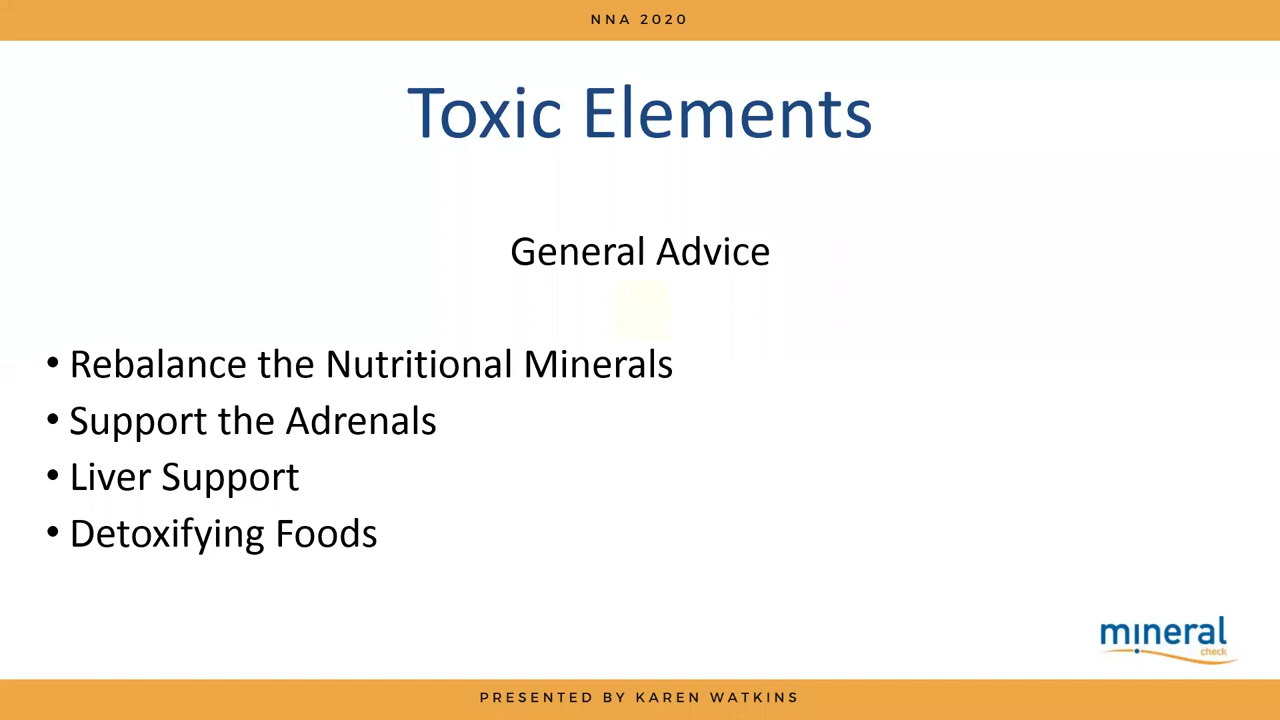 NNA 2020
Toxic Elements
General Advice
• Rebalance the Nutritional Minerals
• Support the Adrenals
• Liver Support
• Detoxifying Foods
mineral
check
PRESENTED BY KAREN WATKINS